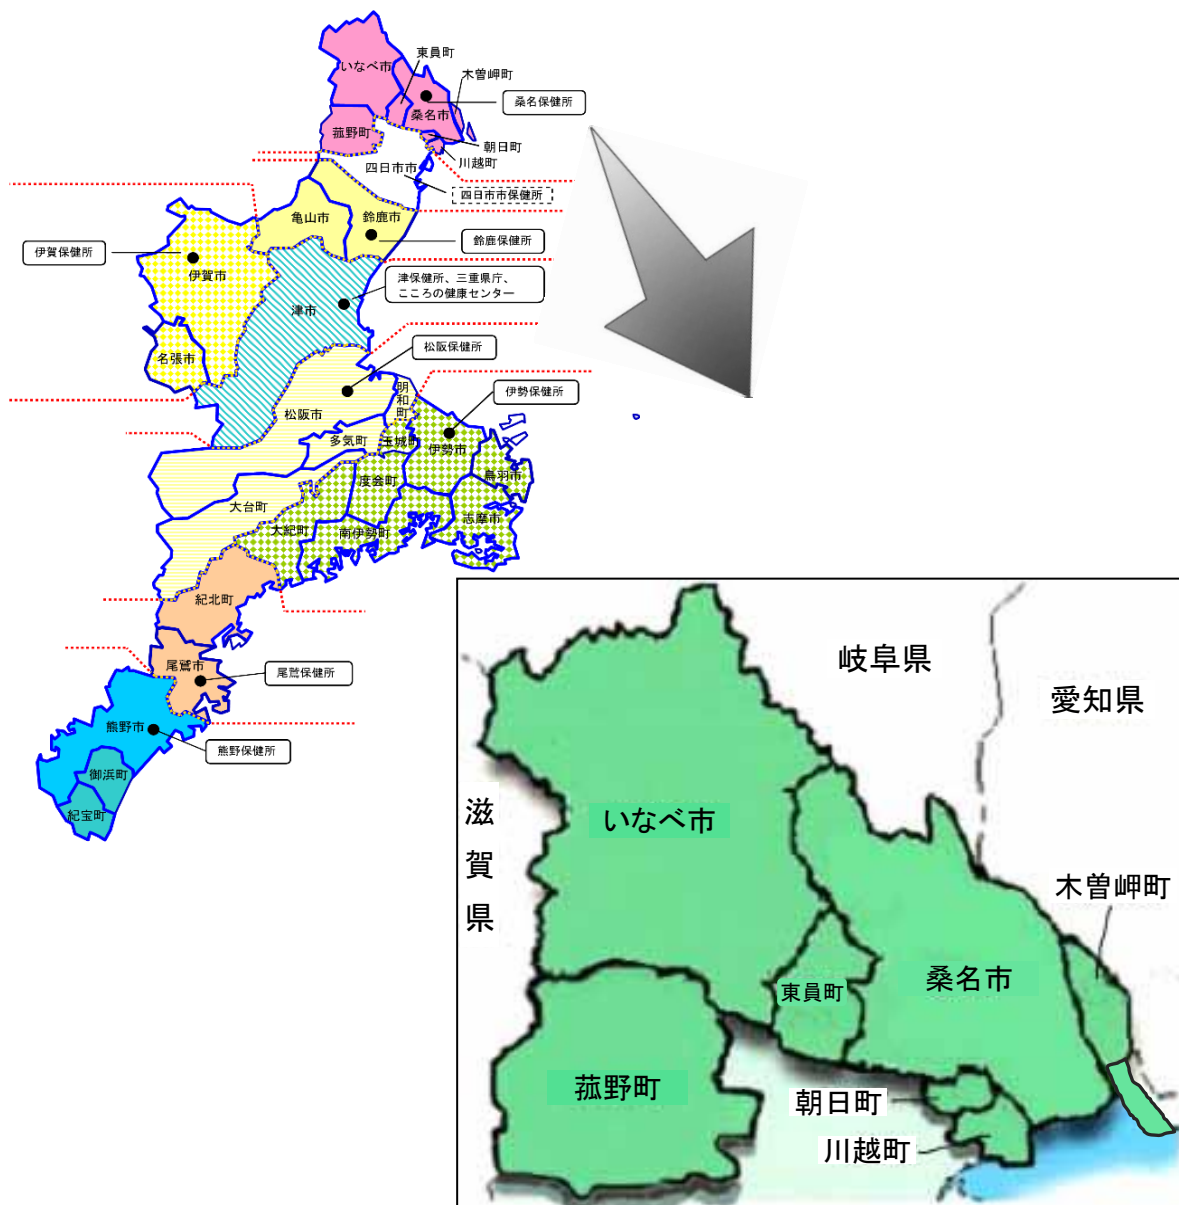 いなべ市
東員町
木曽岬町
桑名保健所
桑名市
菰野町
朝日町
川越町
四日市市
四日市市保健所
亀山市
鈴鹿市
鈴鹿保健所
伊賀保健所
伊賀市
津保健所、三重県庁、
こころの健康センター
津市
名張市
松阪保健所
明
和
町
伊勢保健所
松阪市
多気町
玉城町
伊勢市
鳥羽市
度会町
大台町
志摩市
大紀町
南伊勢町
紀北町
尾鷲市
尾鷲保健所
熊野市
熊野保健所
御浜町
紀宝町
岐阜県
愛知県
滋
賀
県
いなべ市
木曽岬町
桑名市
東員町
菰野町
朝日町
川越町